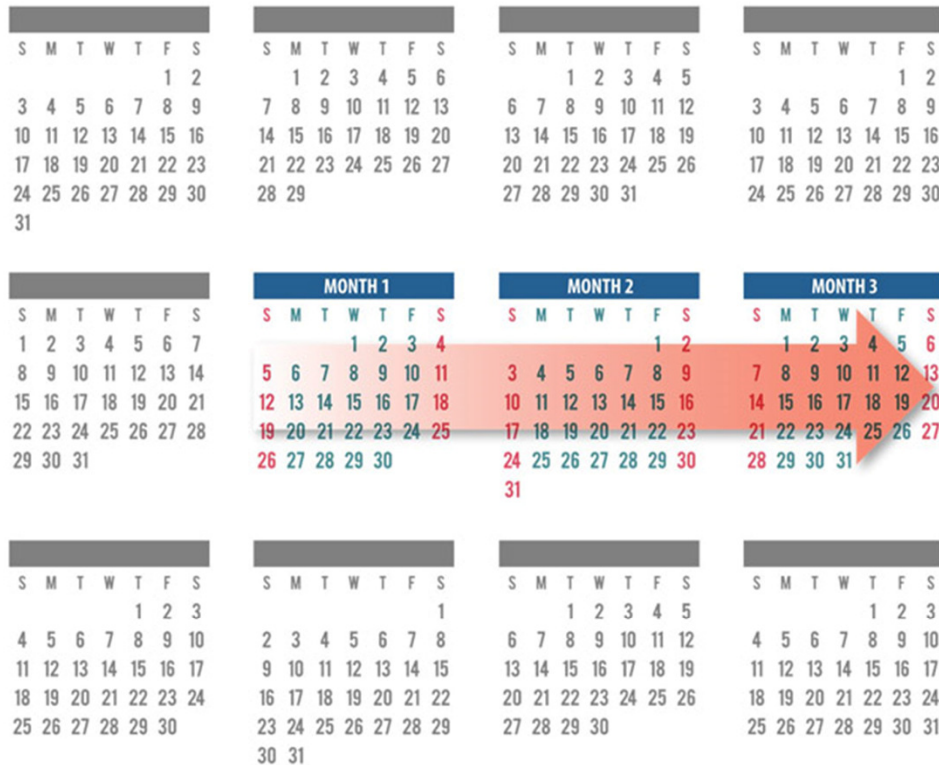 S M T W T F S
1 2
3 4 5 6 7 8 9
10 11 12 13 14 15 16
17 18 19 20 21 22 23
24 25 26 27 28 29 30
31
S M T W T F S
1 2 3 4 5 6
7 8 9 10 11 12 13
14 15 16 17 18 19 20
21 22 23 24 25 26 27
28 29
S M T W T F S
1 2 3 4 5
6 7 8 9 10 11 12
13 14 15 16 17 18 19
20 21 22 23 24 25 26
27 28 29 30 31
S M T W T F S
1 2
3 4 5 6 7 8 9
10 11 12 13 14 15 16
17 18 19 20 21 22 23
24 25 26 27 28 29 30
S M T W T F S
1 2 3 4 5 6 7
8 9 10 11 12 13 14
15 16 17 18 19 20 21
22 23 24 25 26 27 28
29 30 31
MONTH 1
S M T W T F S
1 2 3 4
5 6 7 8 9 10 11
12 13 14 15 16 17 18
19 20 21 22 23 24 25
26 27 28 29 30
MONTH 2
S M T W T F S
1 2
3 4 5 6 7 8 9
10 11 12 13 14 15 16
17 18 19 20 21 22 23
24 25 26 27 28 29 30
31
MONTH 3
S M T W T F S
1 2 3 4 5 6
7 8 9 10 11 12 13
14 15 16 17 18 19 20
21 22 23 24 25 26 27
28 29 30 31
S M T W T F S
1 2 3
4 5 6 7 8 9 10
11 12 13 14 15 16 17
18 19 20 21 22 23 24
25 26 27 28 29 30
S M T W T F S
1
2 3 4 5 6 7 8
9 10 11 12 13 14 15
16 17 18 19 20 21 22
23 24 25 26 27 28 29
30 31
S M T W T F S
1 2 3 4 5
6 7 8 9 10 11 12
13 14 15 16 17 18 19
20 21 22 23 24 25 26
27 28 29 30
S M T W T F S
1 2 3
4 5 6 7 8 9 10
11 12 13 14 15 16 17
18 19 20 21 22 23 24
25 26 27 28 29 30 31